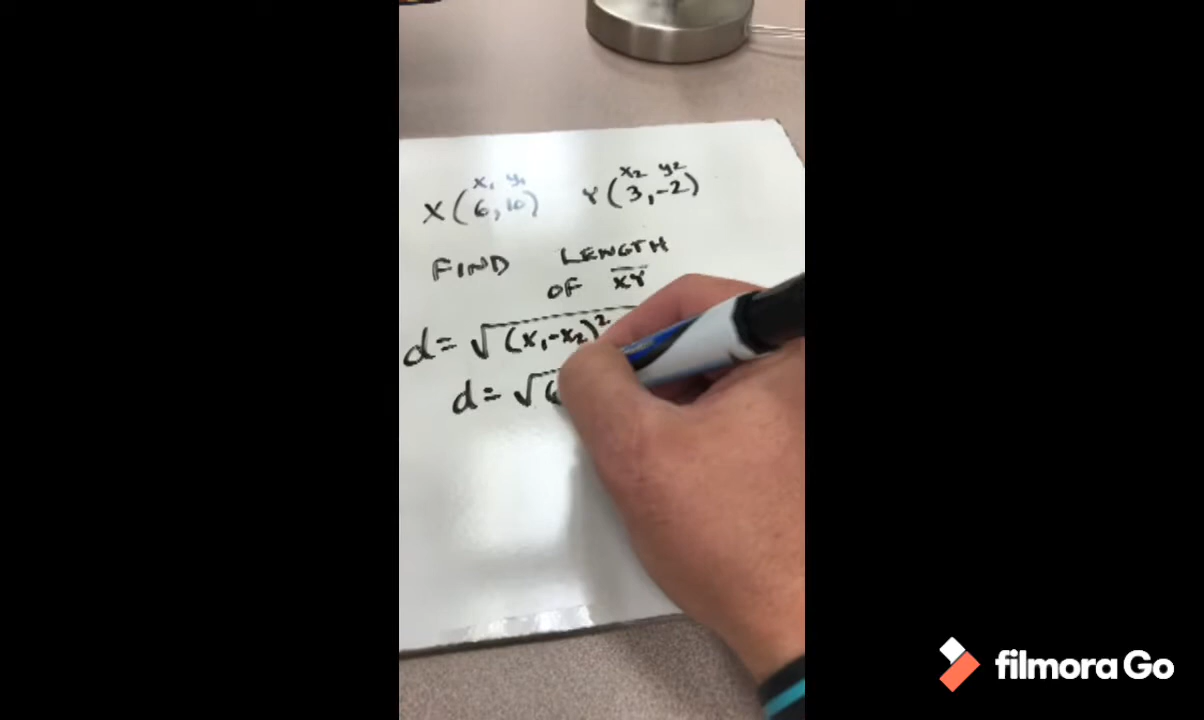 x₁ y₁ x₂ y₂
X(6,10) Y(3,-2)
FIND LENGTH
OF XY
d=√(x₁-x₂)²
d=√
filmora Go